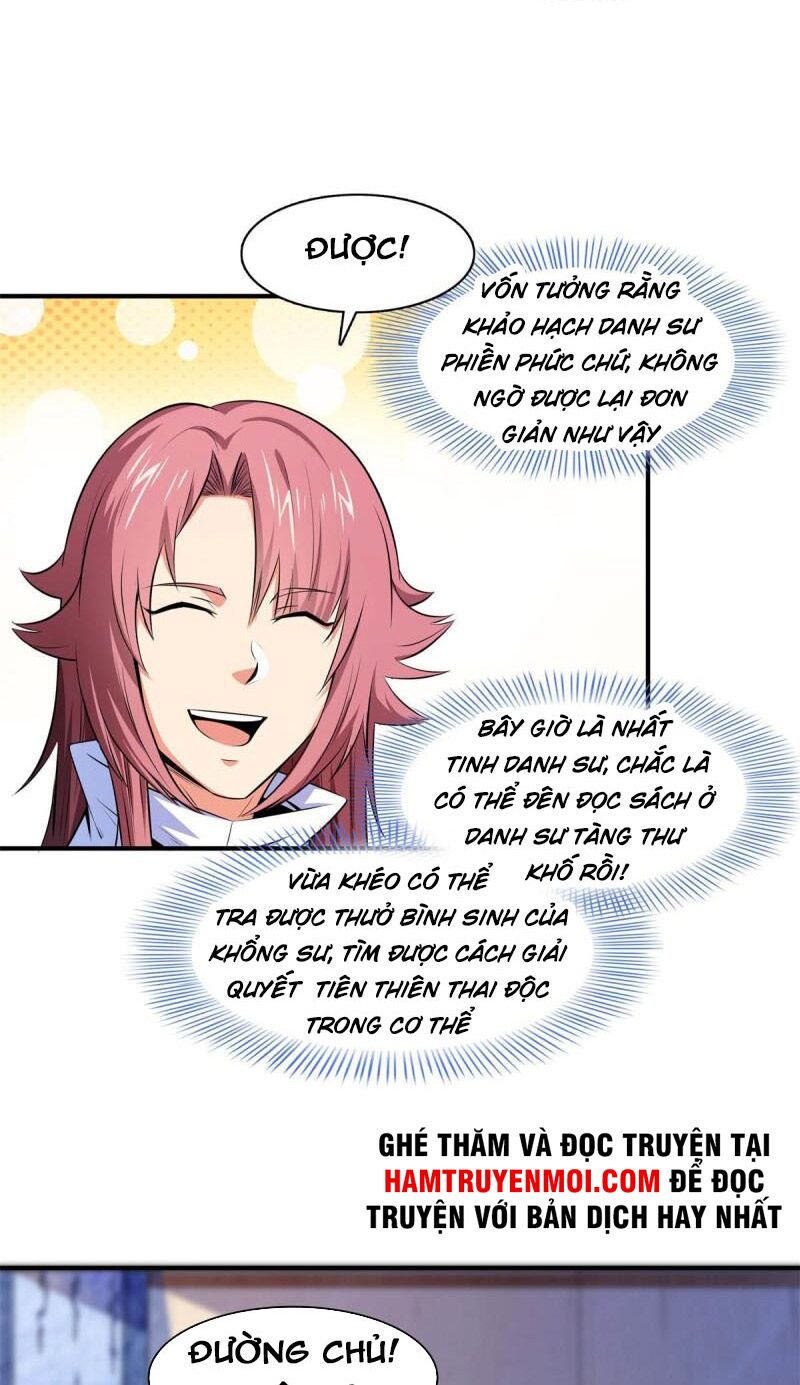 ĐƯỢC!
VỐN TƯỞNG RẰNG
KHẢO HẠCH DANH SƯ
PHIỀN PHỨC CHỨ, KHÔNG
NGỜ ĐƯỢC LẠI ĐƠN
GIẢN NHƯ VẬY
BÂY GIỜ LÀ NHẤT
TINH DANH SƯ, CHẮC LÀ
CÓ THỂ ĐÊN ĐỌC SÁCH Ở
DANH SƯ TÀNG THƯ
KHỐ RỒI!
VỪA KHÉO CÓ THỂ
TRA ĐƯỢC THƯỞ BÌNH SINH CỦA
KHỔNG SƯ, TÌM ĐƯỢC CÁCH GIẢI
QUYẾT TIÊN THIÊN THAI ĐỘC
TRONG CƠ THỂ
GHÉ THĂM VÀ ĐỌC TRUYỆN TẠI
HAMTRUYENMOI.COM ĐỂ ĐỌC
TRUYỆN VỚI BẢN DỊCH HAY NHẤT
ĐƯỜNG CHỦ!